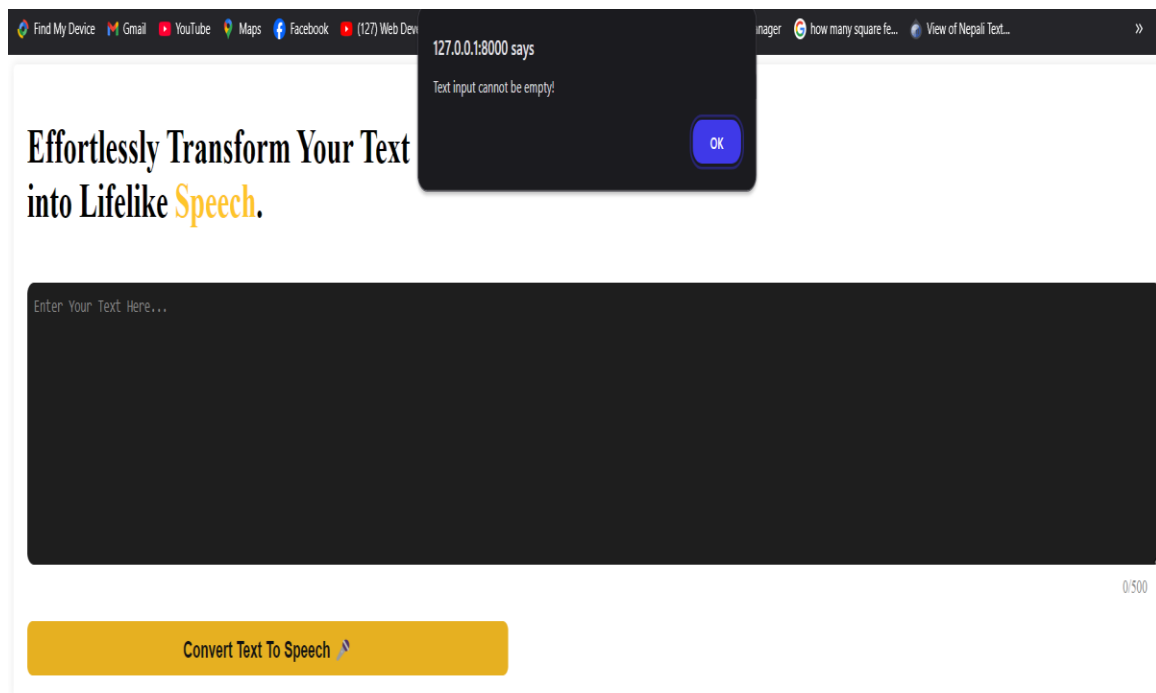 Find My Device Gmail YouTube Maps Facebook (127) Web Dev how many square fe... View of Nepali Text... »
127.0.0.1:8000 says
Text input cannot be empty!
OK
Effortlessly Transform Your Text
into Lifelike Speech.
Enter Your Text Here...
0/500
Convert Text To Speech